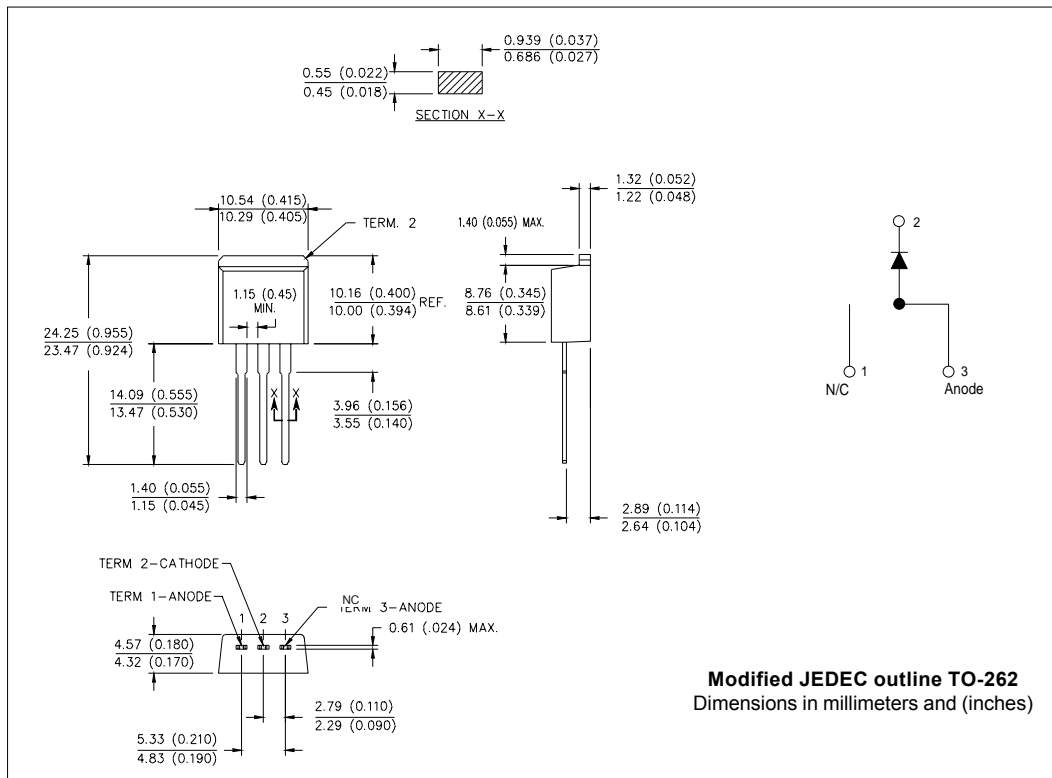 0.939 (0.037)
0.686 (0.027)
0.55 (0.022)
0.45 (0.018)
SECTION X-X
10.54 (0.415)
10.29 (0.405)
TERM. 2
1.32 (0.052)
1.22 (0.048)
1.40 (0.055) MAX.
2
1.15 (0.45)
MIN.
10.16 (0.400)
10.00 (0.394)
REF.
8.76 (0.345)
8.61 (0.339)
24.25 (0.955)
23.47 (0.924)
14.09 (0.555)
13.47 (0.530)
X X
3.96 (0.156)
3.55 (0.140)
1
N/C
3
Anode
1.40 (0.055)
1.15 (0.045)
2.89 (0.114)
2.64 (0.104)
TERM 2-CATHODE
TERM 1-ANODE
NC
3-ANODE
1 2 3
0.61 (.024) MAX.
4.57 (0.180)
4.32 (0.170)
2.79 (0.110)
2.29 (0.090)
5.33 (0.210)
4.83 (0.190)
Modified JEDEC outline TO-262
Dimensions in millimeters and (inches)